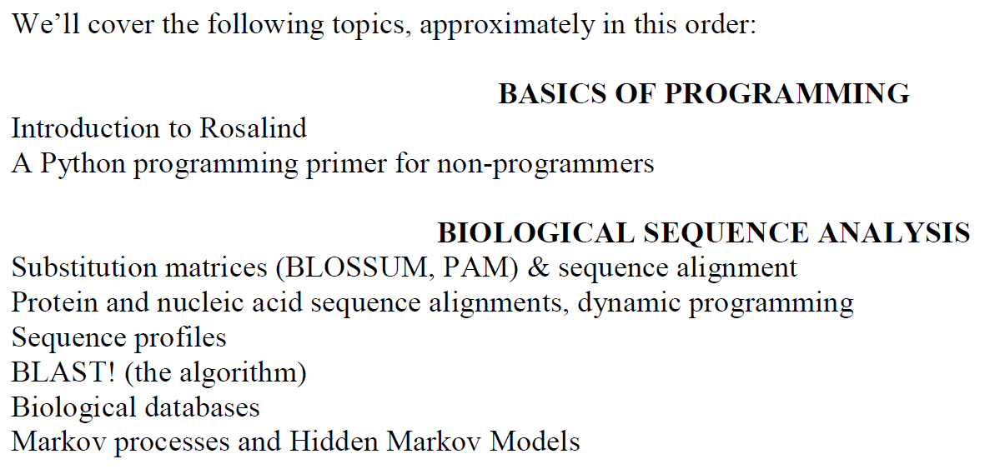 We’ll cover the following topics, approximately in this order:
BASICS OF PROGRAMMING
Introduction to Rosalind
A Python programming primer for non-programmers
BIOLOGICAL SEQUENCE ANALYSIS
Substitution matrices (BLOSSUM, PAM) & sequence alignment
Protein and nucleic acid sequence alignments, dynamic programming
Sequence profiles
BLAST! (the algorithm)
Biological databases
Markov processes and Hidden Markov Models